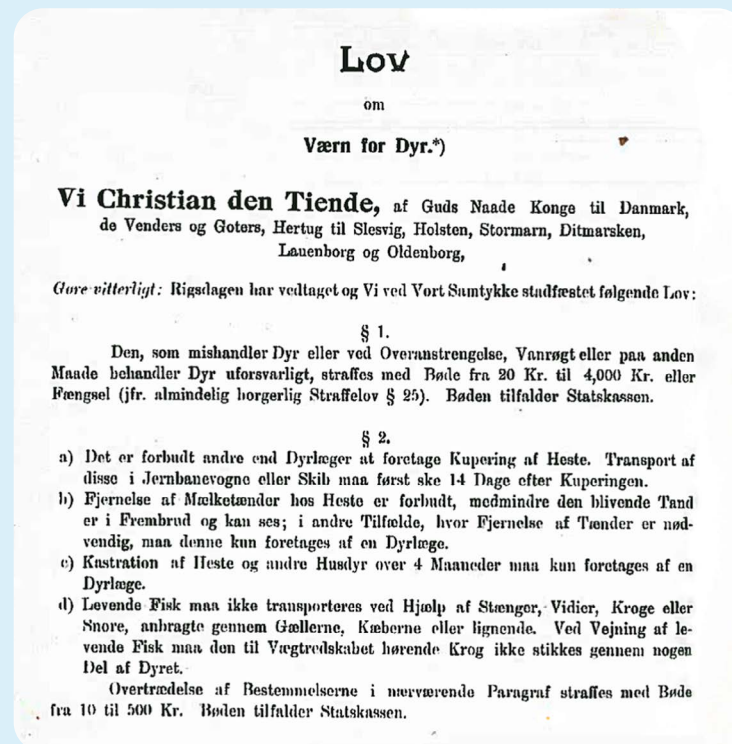 Lov
om
Værn for Dyr.*)
Vi Christian den Tiende, af Guds Naade Konge til Danmark,
de Venders og Goters, Hertug til Slesvig, Holsten, Stormarn, Ditmarsken,
Lauenborg og Oldenborg,
Gøre vitterligt: Rigsdagen har vedtaget og Vi ved Vort Samtykke stadfæstet følgende Lov:
§ 1.
Den, som mishandler Dyr eller ved Overanstrengelse, Vanrøgt eller paa anden
Maade behandler Dyr uforsvarligt, straffes med Bøde fra 20 Kr. til 4,000 Kr. eller
Fængsel (jfr. almindelig borgerlig Straffelov § 25). Bøden tilfalder Statskassen.
§ 2.
a) Det er forbudt andre end Dyrlæger at foretage Kupering af Heste. Transport af
disse i Jernbanevogne eller Skib maa først ske 14 Dage efter Kuperingen.
b) Fjernelse af Mælketænder hos Heste er forbudt, medmindre den blivende Tand
er i Frembrud og kan ses; i andre Tilfælde, hvor Fjernelse af Tænder er nød-
vendig, maa denne kun foretages af en Dyrlæge.
c) Kastration af Heste og andre Husdyr over 4 Maaneder maa kun foretages af en
Dyrlæge.
d) Levende Fisk maa ikke transporteres ved Hjælp af Stænger, Vidier, Kroge eller
Snore, anbragte gennem Gællerne, Kæberne eller lignende. Ved Vejning af le-
vende Fisk maa den til Vægtredskabet hørende Krog ikke stikkes gennem nogen
Del af Dyret.
Overtrædelse af Bestemmelserne i nærværende Paragraf straffes med Bøde
fra 10 til 500 Kr. Bøden tilfalder Statskassen.